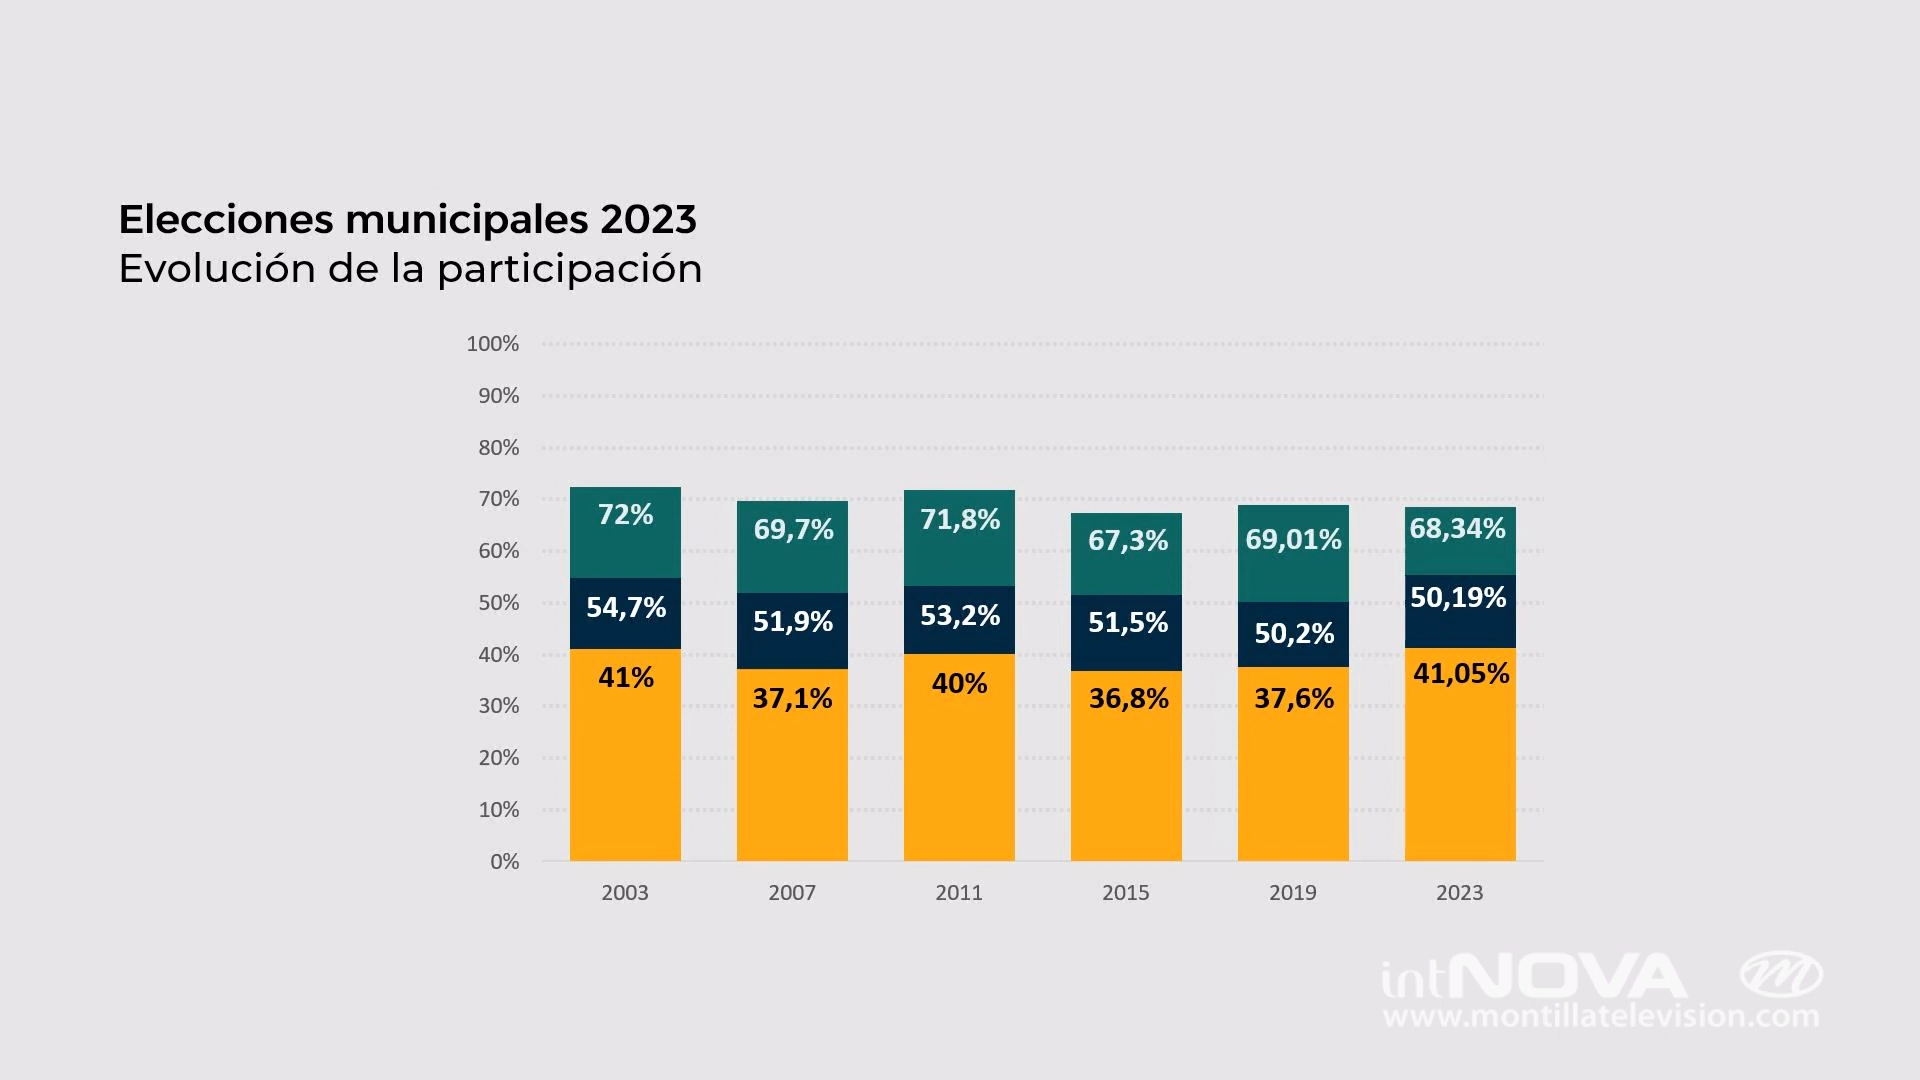 Elecciones municipales 2023
Evolución de la participación
100%
90%
80%
70%
60%
50%
40%
30%
20%
10%
0%
72% 69,7% 71,8% 67,3% 69,01% 68,34%
54,7% 51,9% 53,2% 51,5% 50,2% 50,19%
41% 37,1% 40% 36,8% 37,6% 41,05%
2003 2007 2011 2015 2019 2023
intNOVA m
www.montillatelevision.com